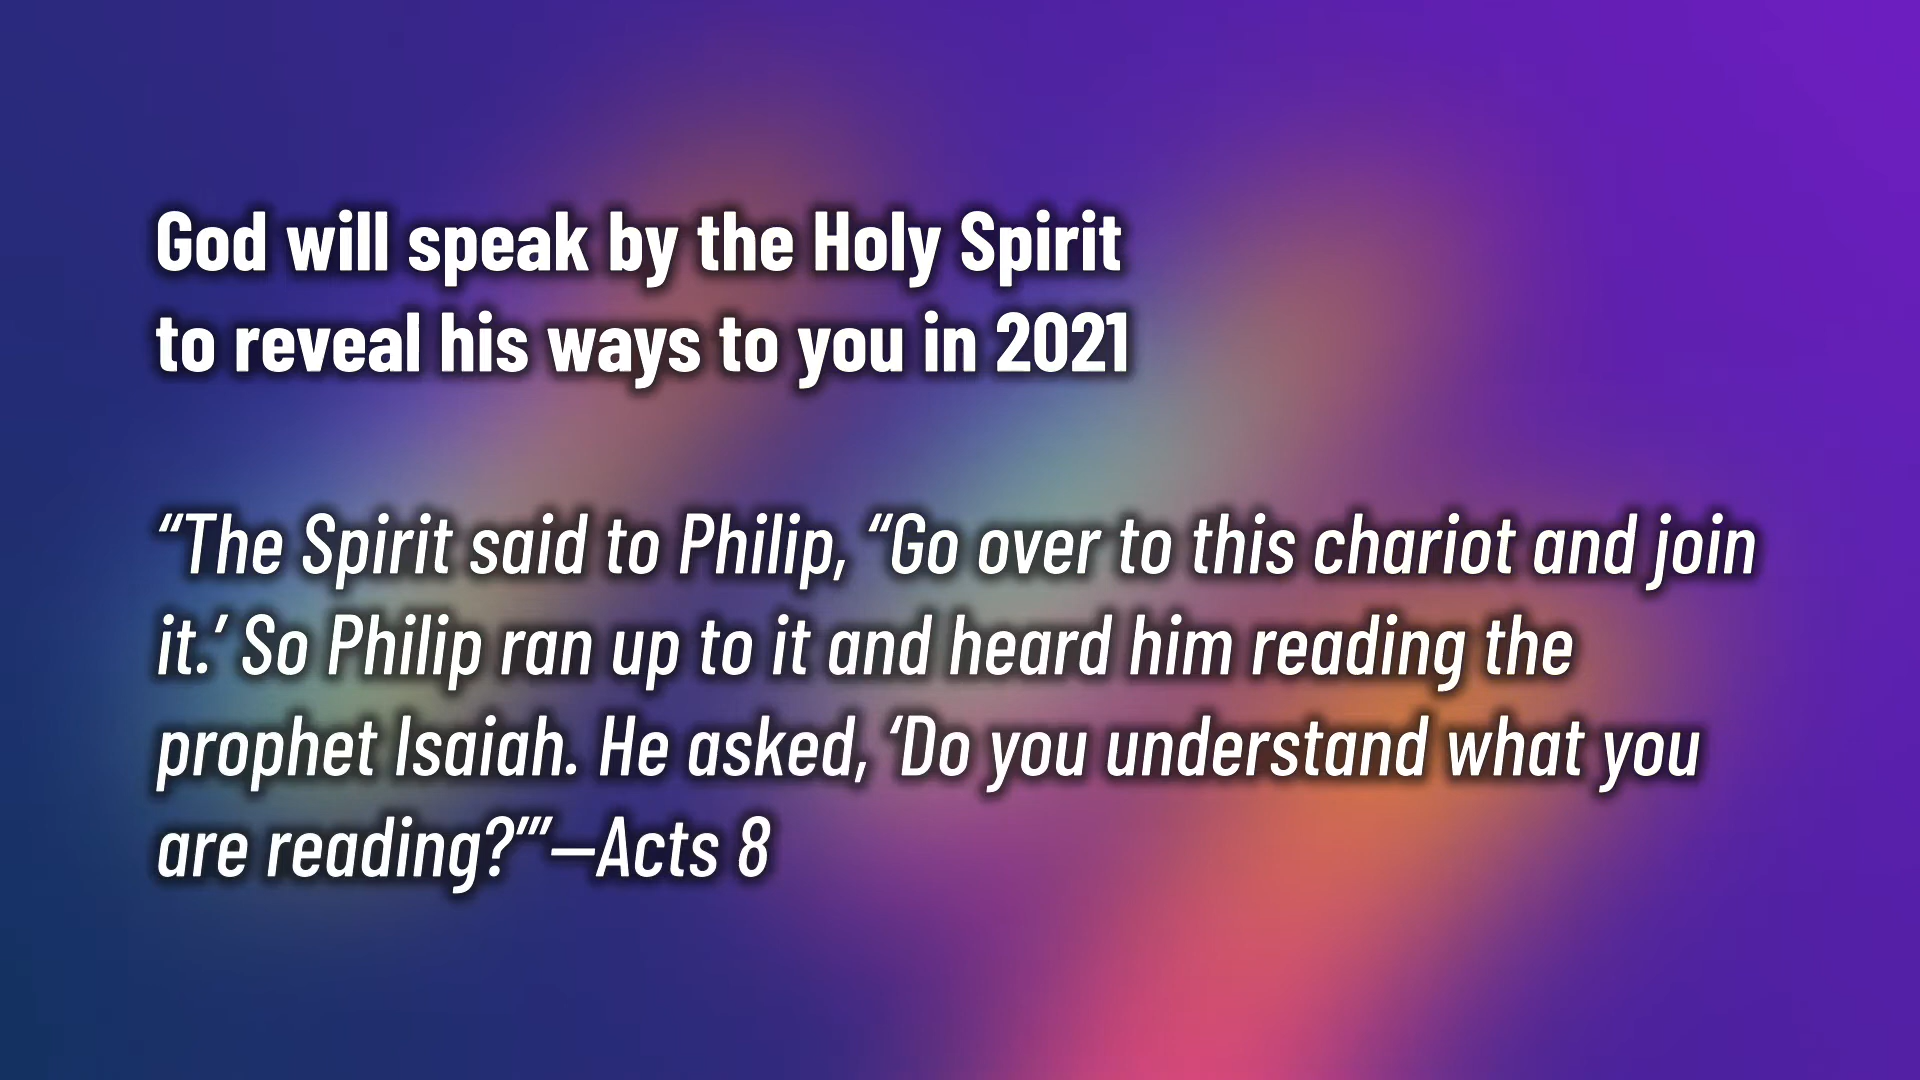 God will speak by the Holy Spirit
to reveal his ways to you in 2021
“The Spirit said to Philip, “Go over to this chariot and join
it.’ So Philip ran up to it and heard him reading the
prophet Isaiah. He asked, ‘Do you understand what you
are reading?’”—Acts 8